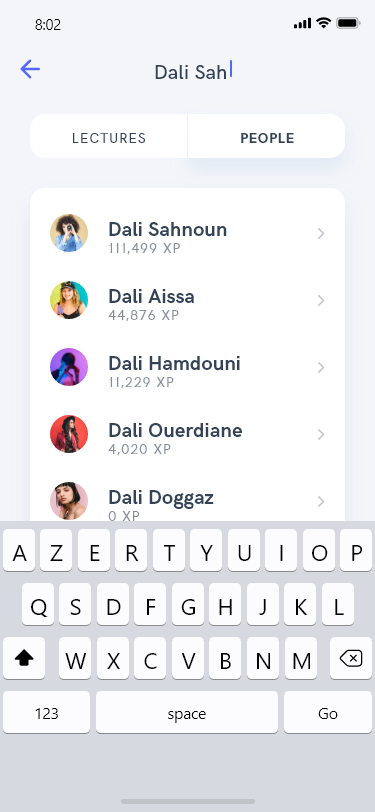 8:02
Dali Sah
LECTURES PEOPLE
Dali Sahnoun
111,499 XP
Dali Aissa
44,876 XP
Dali Hamdouni
11,229 XP
Dali Ouerdiane
4,020 XP
Dali Doggaz
0 XP
A Z E R T Y U I O P
Q S D F G H J K L
W X C V B N M
123 space Go